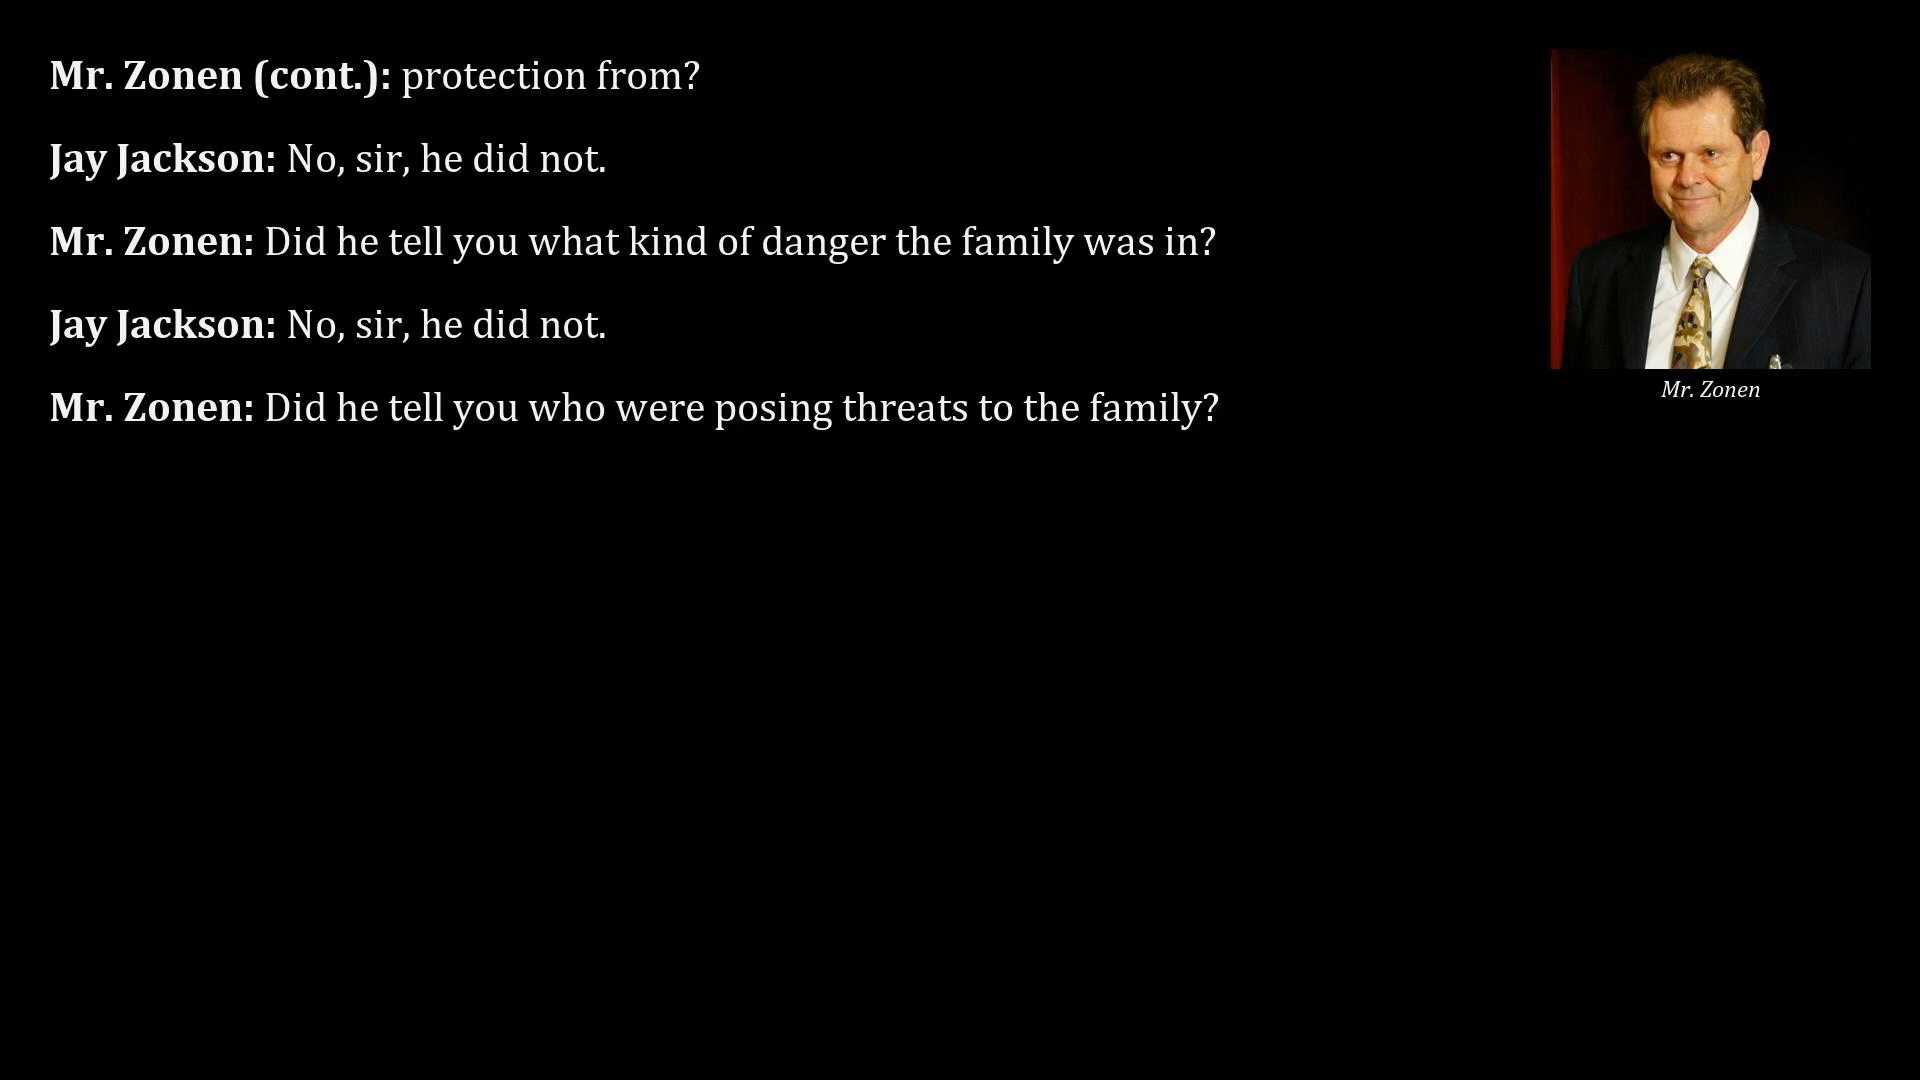 Mr. Zonen (cont.): protection from?
Jay Jackson: No, sir, he did not.
Mr. Zonen: Did he tell you what kind of danger the family was in?
Jay Jackson: No, sir, he did not.
Mr. Zonen: Did he tell you who were posing threats to the family?
Mr. Zonen